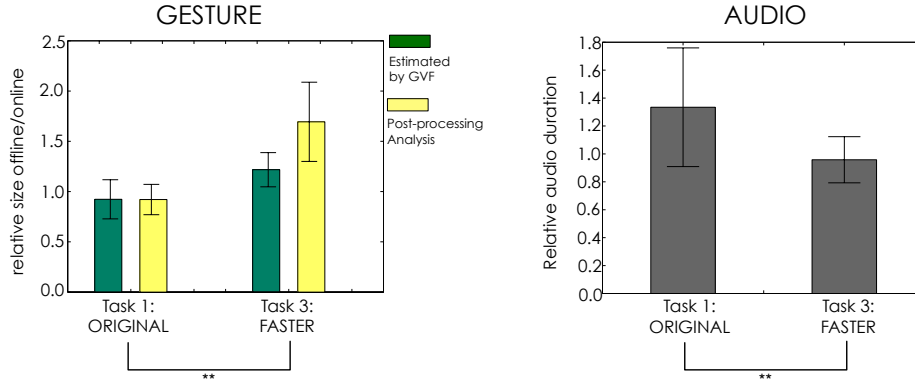 GESTURE
relative size offline/online
2.5
2.0
1.5
1.0
0.5
0.0
Estimated
by GVF
Post-processing
Analysis
Task 1:
ORIGINAL
Task 3:
FASTER
**
AUDIO
Relative audio duration
1.8
1.6
1.4
1.2
1.0
0.8
0.6
0.4
0.2
0.0
Task 1:
ORIGINAL
Task 3:
FASTER
**